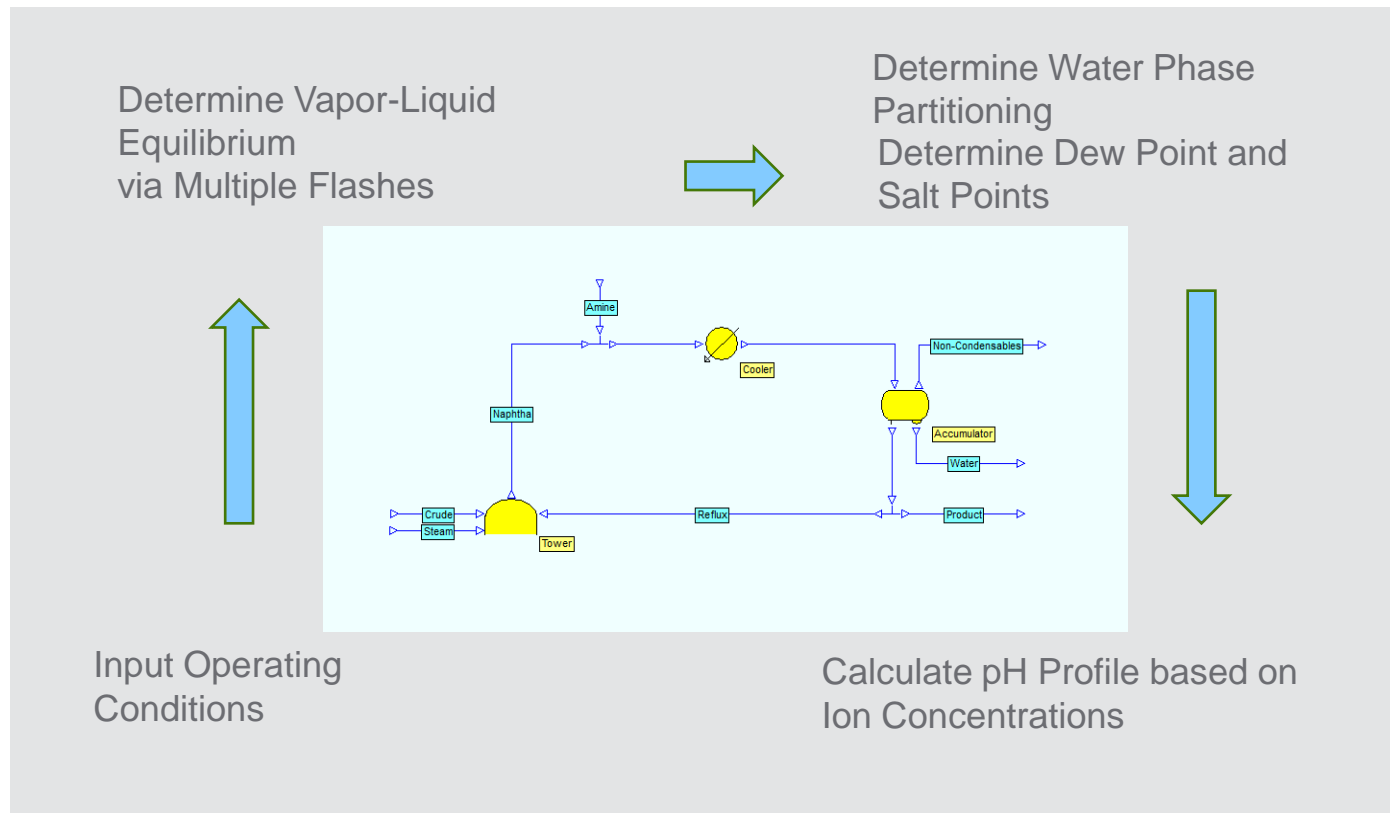 Determine Vapor-Liquid
Equilibrium
via Multiple Flashes
Determine Water Phase
Partitioning
Determine Dew Point and
Salt Points
Amine
Non-Condensables
Cooler
Naphtha
Accumulator
Water
Crude
Reflux
Product
Steam
Tower
Input Operating
Conditions
Calculate pH Profile based on
Ion Concentrations